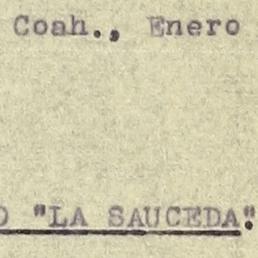 Coah., Enero
O "LA SAUCEDA".